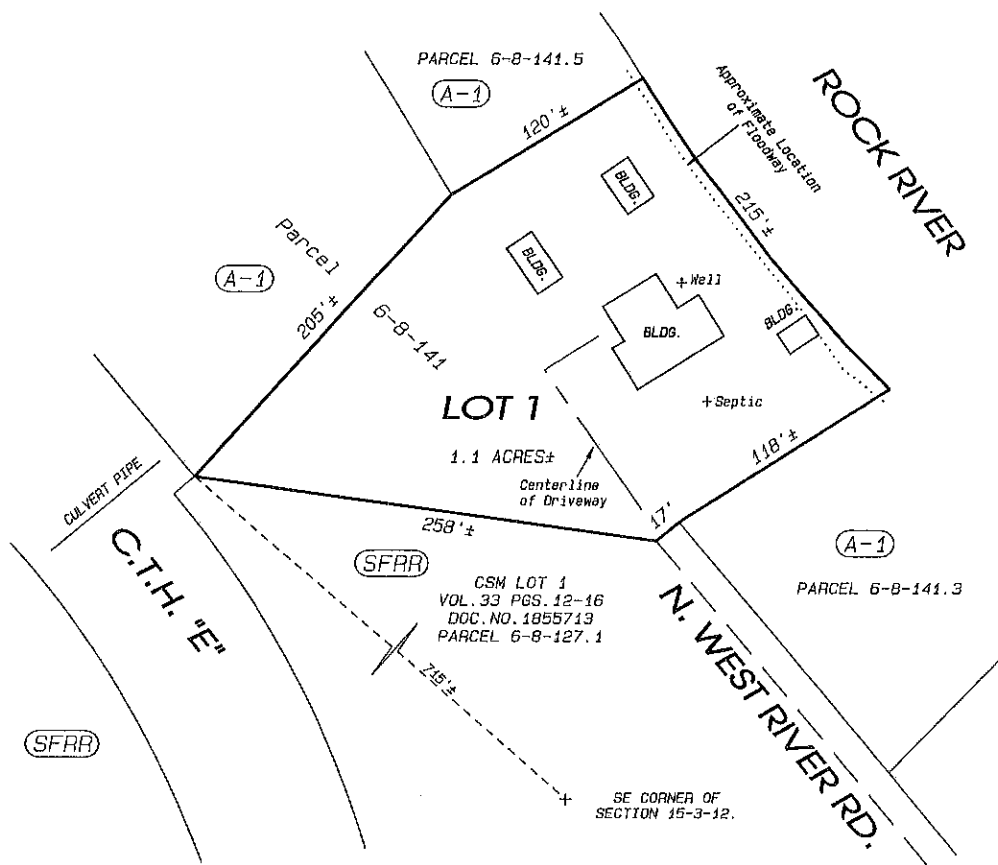 PARCEL 6-8-141.5
A-1
120'±
Approximate Location
of Floodway
ROCK RIVER
BLDG.
215'±
Parcel
6-8-141
A-1
205'±
BLDG.
Well
BLDG.
BLDG.
LOT 1
Septic
1.1 ACRES±
Centerline
of Driveway
118'±
17'
258'±
CULVERT PIPE
C.T.H. "E"
A-1
PARCEL 6-8-141.3
SFRR
CSM LOT 1
VOL.33 PGS.12-16
DOC.NO.1855713
PARCEL 6-8-127.1
N. WEST RIVER RD.
715'±
SFRR
SE CORNER OF
SECTION 15-3-12.